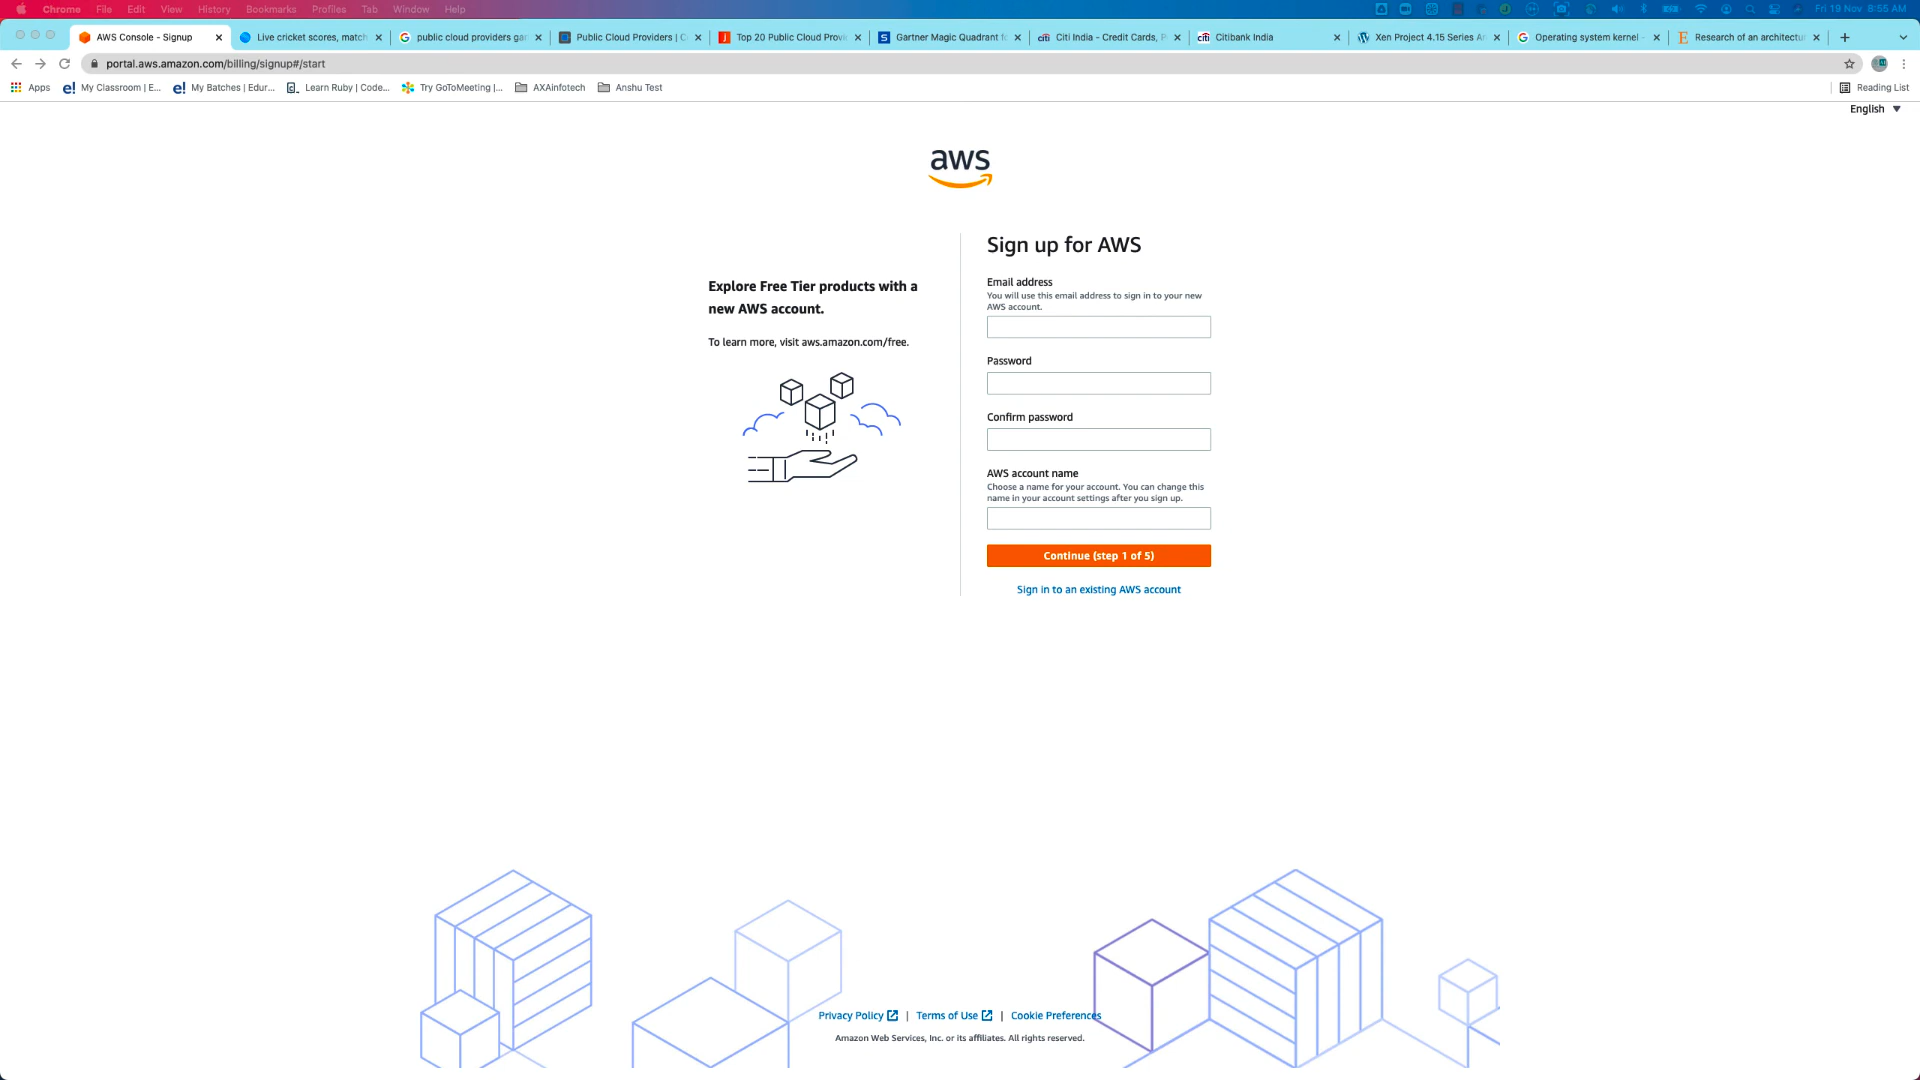 Chrome File Edit View History Bookmarks Profiles Tab Window Help Fri 19 Nov 8:55 AM
AWS Console - Signup Live cricket scores, match public cloud providers gar Public Cloud Providers | C Top 20 Public Cloud Provi Gartner Magic Quadrant fo Citi India - Credit Cards, P Citibank India Xen Project 4.15 Series A Operating system kernel - Research of an architectu
portal.aws.amazon.com/billing/signup#/start
Apps My Classroom | E... My Batches | Edur... Learn Ruby | Code... Try GoToMeeting |... AXAinfotech Anshu Test Reading List
English
aws
Sign up for AWS
Explore Free Tier products with a
new AWS account.
To learn more, visit aws.amazon.com/free.
Email address
You will use this email address to sign in to your new
AWS account.
Password
Confirm password
AWS account name
Choose a name for your account. You can change this
name in your account settings after you sign up.
Continue (step 1 of 5)
Sign in to an existing AWS account
Privacy Policy | Terms of Use | Cookie Preferences
Amazon Web Services, Inc. or its affiliates. All rights reserved.